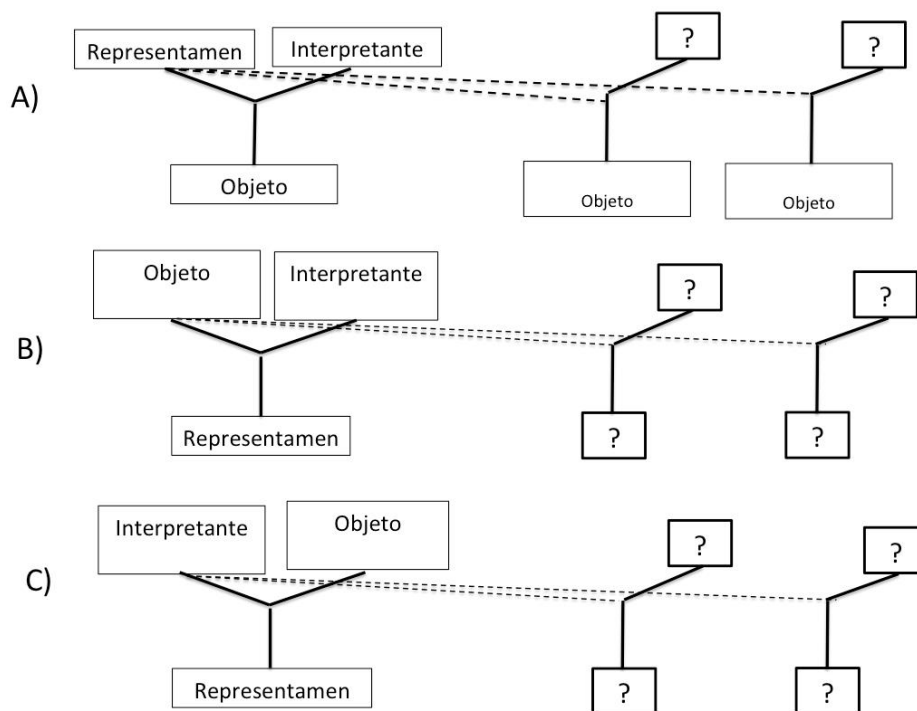 Representamen
Interpretante
?
?
A)
Objeto
Objeto
Objeto
Objeto
Interpretante
?
?
B)
Representamen
?
?
Interpretante
Objeto
?
?
C)
Representamen
?
?